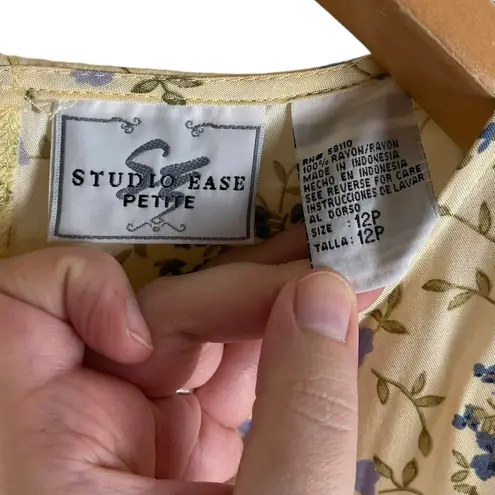 SE
STUDIO EASE
PETITE
RN# 58110
100% RAYON/RAYON
MADE IN INDONESIA
HECHO EN INDONESIA
SEE REVERSE FOR CARE
INSTRUCCIONES DE LAVAR
AL DORSO
SIZE : 12P
TALLA : 12P